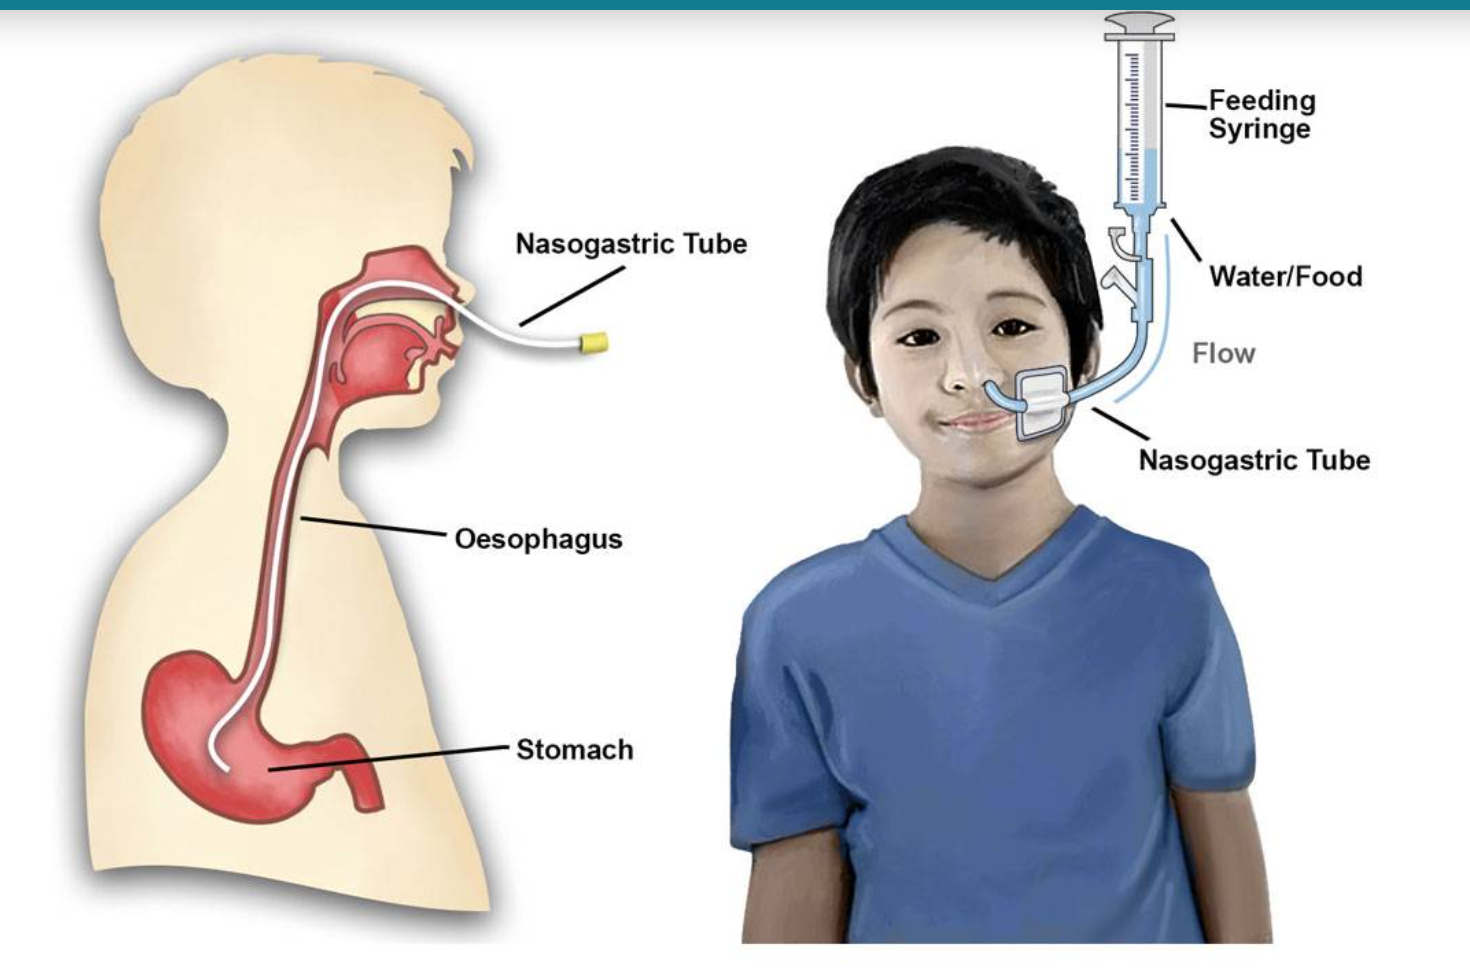 Nasogastric Tube
Oesophagus
Stomach
Feeding
Syringe
Water/Food
Flow
Nasogastric Tube